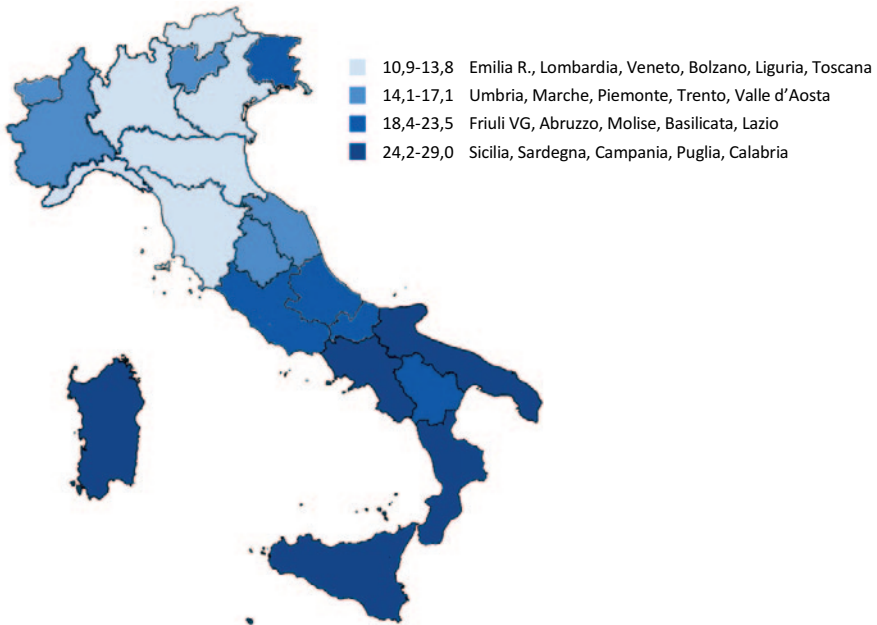 10,9-13,8 Emilia R., Lombardia, Veneto, Bolzano, Liguria, Toscana
14,1-17,1 Umbria, Marche, Piemonte, Trento, Valle d’Aosta
18,4-23,5 Friuli VG, Abruzzo, Molise, Basilicata, Lazio
24,2-29,0 Sicilia, Sardegna, Campania, Puglia, Calabria